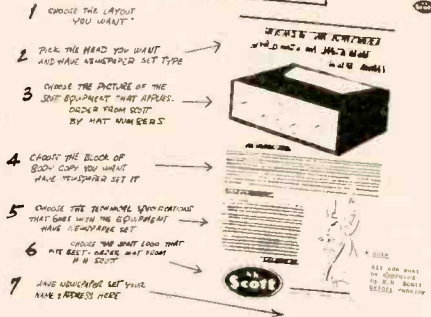 1 CHOOSE THE LAYOUT
YOU WANT
2 PICK THE HEAD YOU WANT
AND HAVE NEWSPAPER SET TYPE
3 CHOOSE THE PICTURE OF THE
SCOTT EQUIPMENT THAT APPLIES.
ORDER FROM SCOTT
BY MAT NUMBERS
4 CHOOSE THE BLOCK OF
BODY COPY YOU WANT
HAVE NEWSPAPER SET IT
5 CHOOSE THE TECHNICAL SPECIFICATIONS
THAT GOES WITH THE EQUIPMENT
HAVE NEWSPAPER SET
6 CHOOSE THE SCOTT LOGO THAT
FITS BEST. ORDER MAT FROM
H H SCOTT
7 HAVE NEWSPAPER SET YOUR
NAME & ADDRESS HERE
Scott
NOTE
All ads must
be approved
by H.H. Scott
BEFORE running